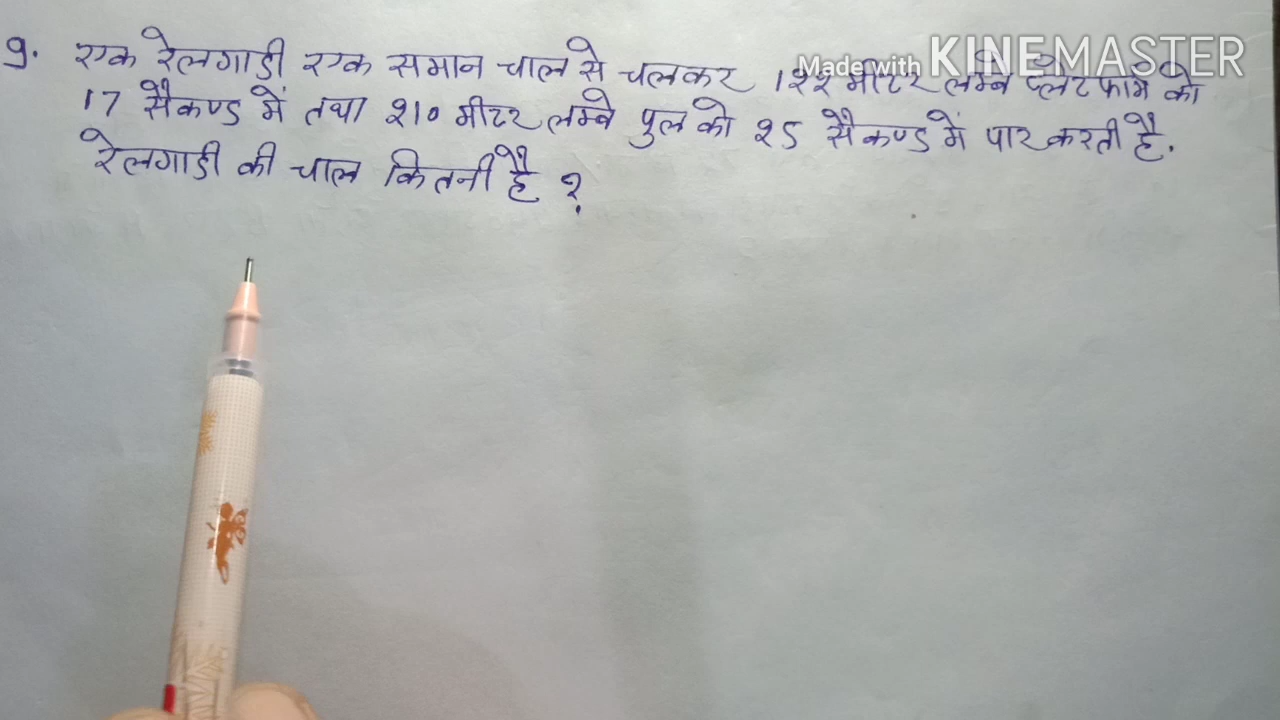 9. एक रेलगाडी एक समान चाल से चलकर 122 मीटर लम्बे प्लेटफार्म को
17 सैकण्ड में तथा 210 मीटर लम्बे पुल को 25 सैकण्ड में पार करती है.
रेलगाडी की चाल कितनी है ?
Made with KINEMASTER